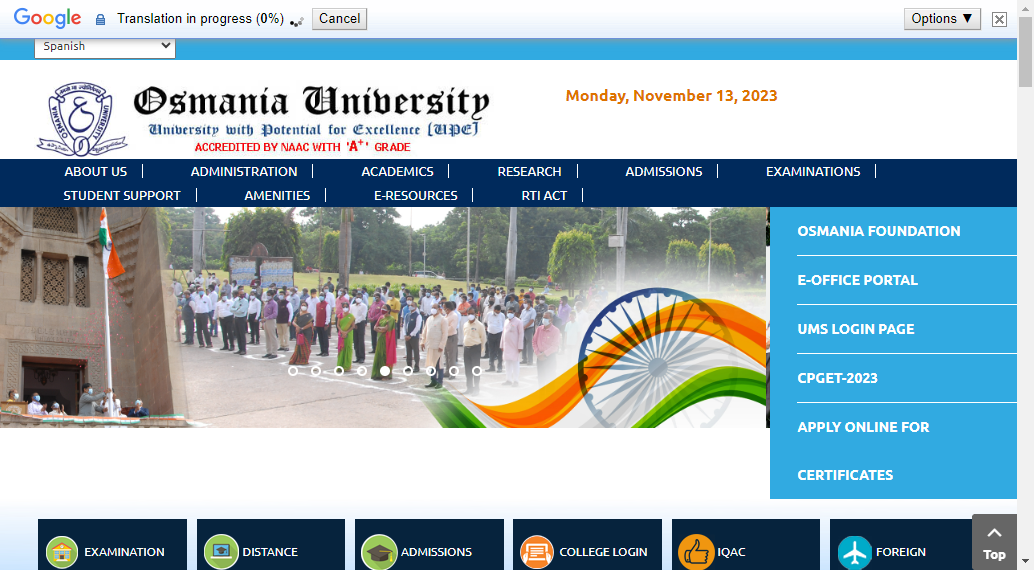 Google Translation in progress (0%) Cancel Options ▼
Spanish
Osmania University
University with Potential for Excellence [UPE]
ACCREDITED BY NAAC WITH 'A+' GRADE
OSMANIA UNIVERSITY
Monday, November 13, 2023
ABOUT US ADMINISTRATION ACADEMICS RESEARCH ADMISSIONS EXAMINATIONS
STUDENT SUPPORT AMENITIES E-RESOURCES RTI ACT
OSMANIA FOUNDATION
E-OFFICE PORTAL
UMS LOGIN PAGE
CPGET-2023
APPLY ONLINE FOR
CERTIFICATES
EXAMINATION DISTANCE ADMISSIONS COLLEGE LOGIN IQAC FOREIGN
Top